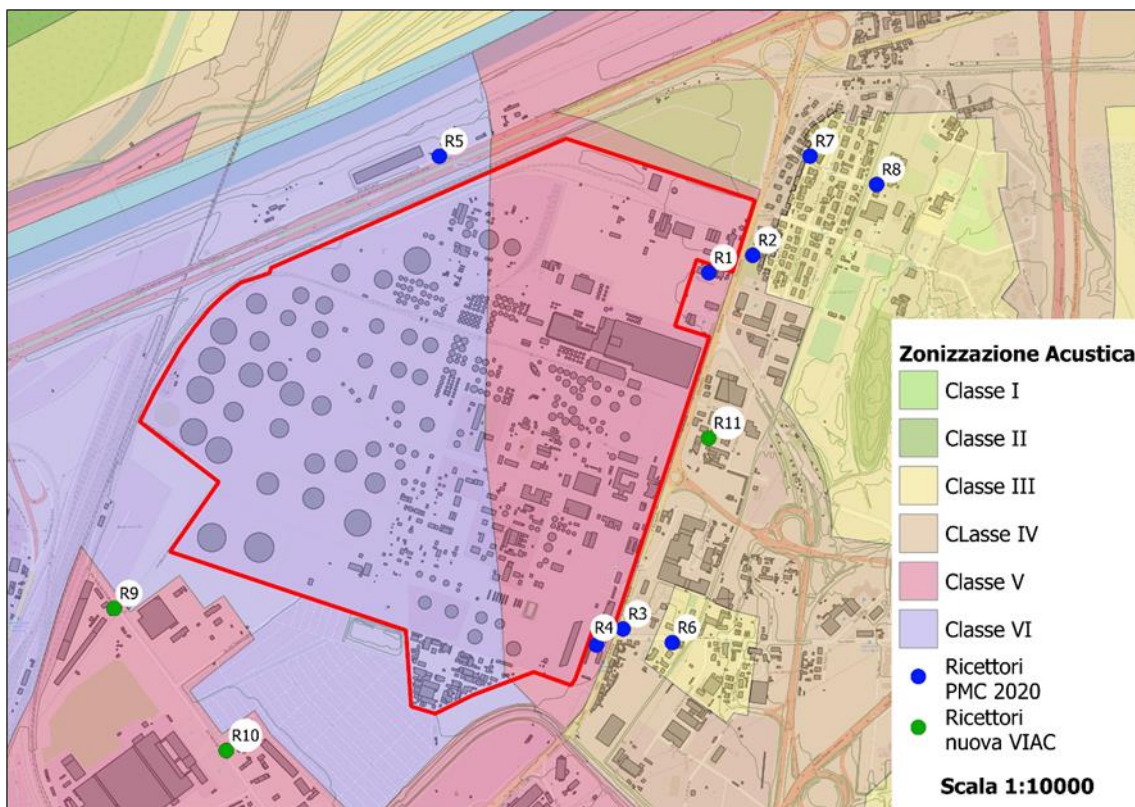 R5
R7
R8
R2
R1
R11
R9
R4
R3
R6
R10
Zonizzazione Acustica
Classe I
Classe II
Classe III
CLasse IV
Classe V
Classe VI
Ricettori
PMC 2020
Ricettori
nuova VIAC
Scala 1:10000